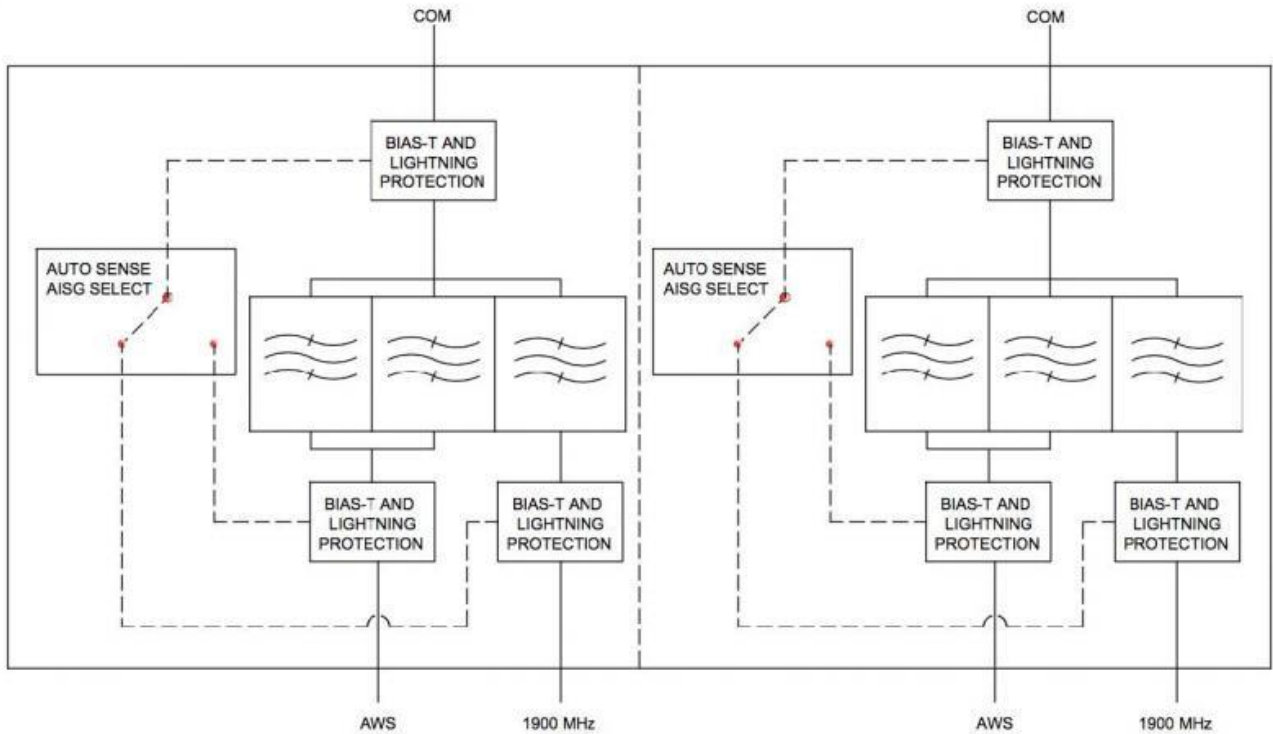 COM
COM
BIAS-T AND
LIGHTNING
PROTECTION
BIAS-T AND
LIGHTNING
PROTECTION
AUTO SENSE
AISG SELECT
AUTO SENSE
AISG SELECT
BIAS-T AND
LIGHTNING
PROTECTION
BIAS-T AND
LIGHTNING
PROTECTION
BIAS-T AND
LIGHTNING
PROTECTION
BIAS-T AND
LIGHTNING
PROTECTION
AWS
1900 MHz
AWS
1900 MHz